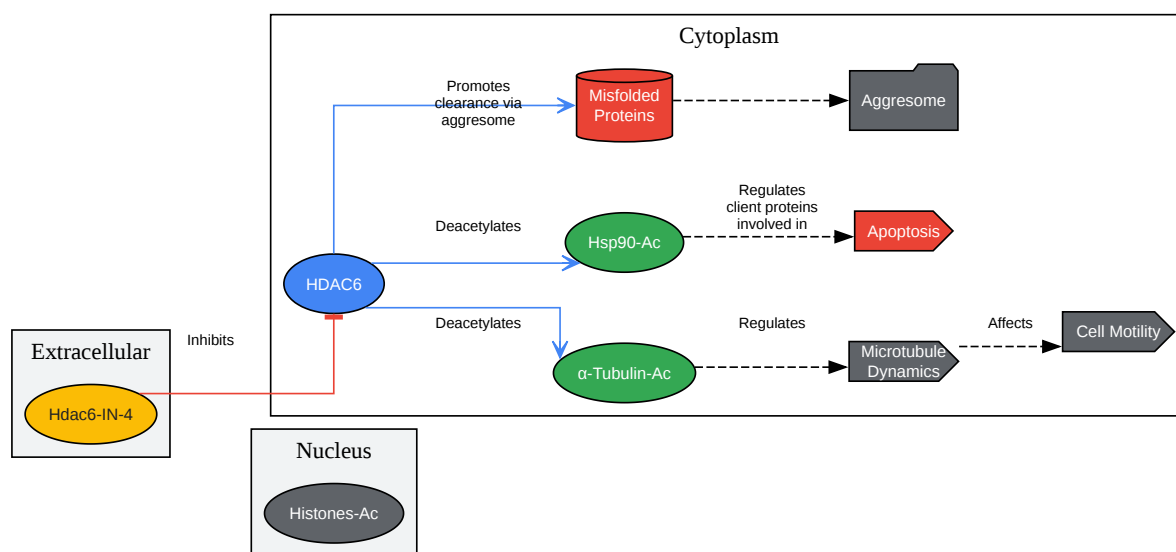 Cytoplasm
Promotes
clearance via
aggresome
Misfolded
Proteins
Aggresome
Regulates
client proteins
involved in
Deacetylates
Hsp90-Ac
Apoptosis
HDAC6
Deacetylates
Regulates
Affects
Cell Motility
Inhibits
Extracellular
Microtubule
Dynamics
α-Tubulin-Ac
Hdac6-IN-4
Nucleus
Histones-Ac